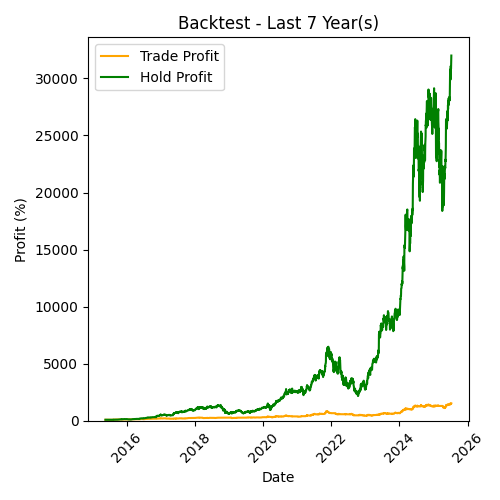 Backtest - Last 7 Year(s)
Trade Profit
Hold Profit
Profit (%)
30000
25000
20000
15000
10000
5000
0
2016
2018
2020
2022
2024
2026
Date